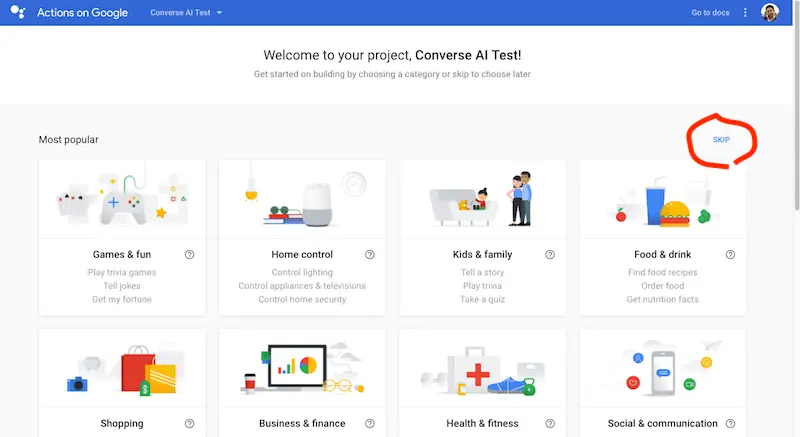 Actions on Google Converse AI Test Go to docs
Welcome to your project, Converse AI Test!
Get started on building by choosing a category or skip to choose later
Most popular SKIP
Games & fun
Play trivia games
Tell jokes
Get my fortune
Home control
Control lighting
Control appliances & televisions
Control home security
Kids & family
Tell a story
Play trivia
Take a quiz
Food & drink
Find food recipes
Order food
Get nutrition facts
Shopping
Business & finance
Health & fitness
Social & communication